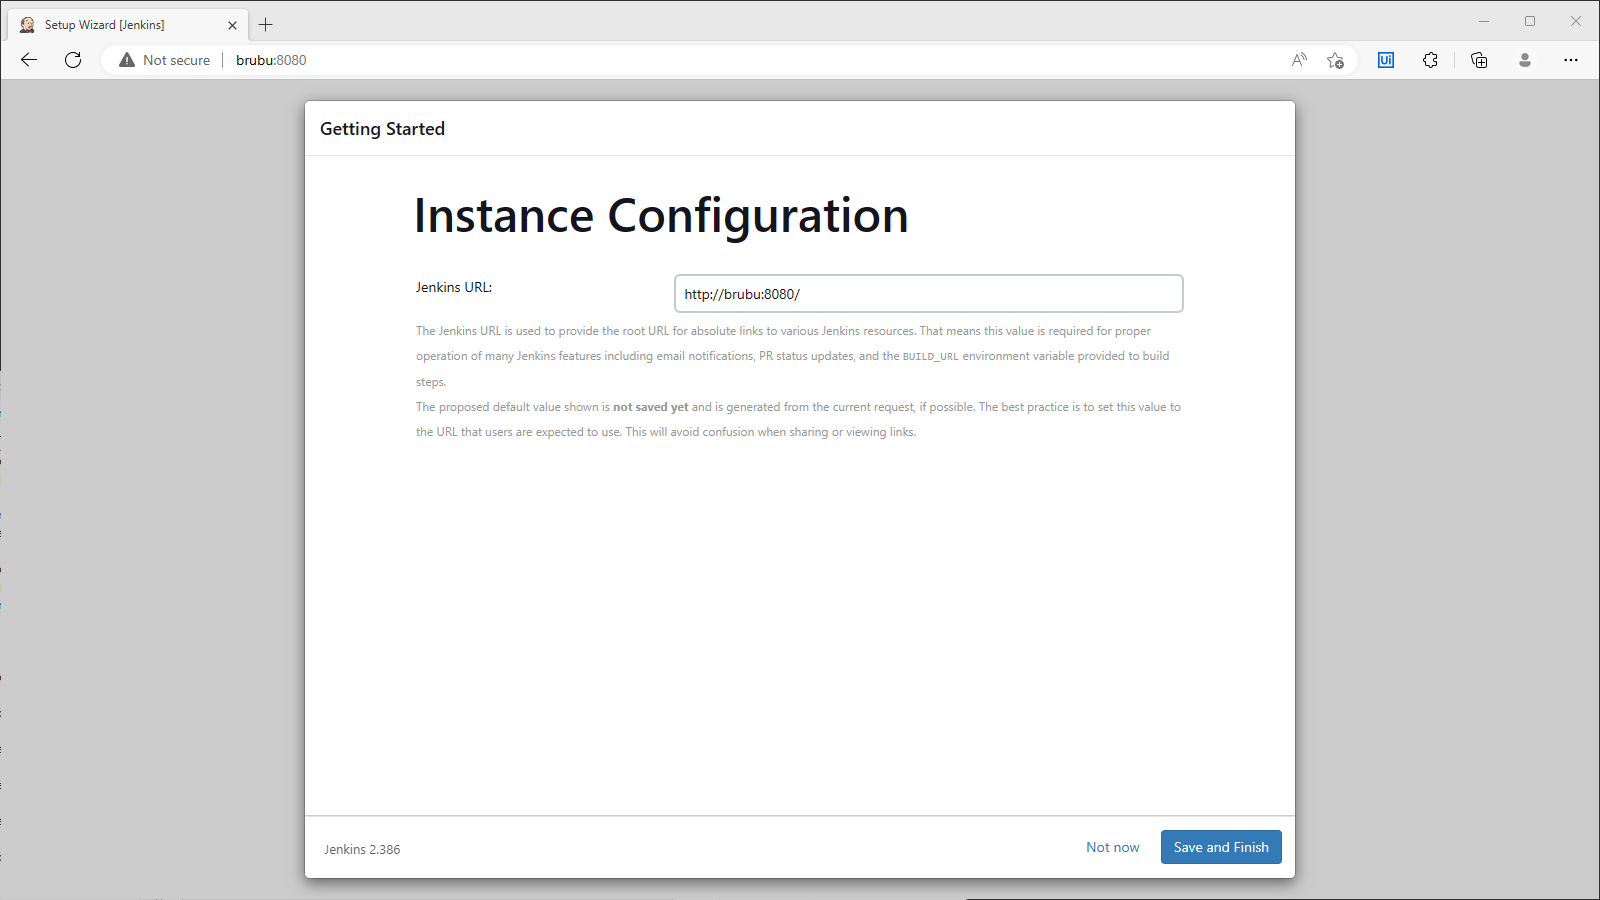 Setup Wizard [Jenkins]
Not secure
brubu:8080
Getting Started
Instance Configuration
Jenkins URL:
http://brubu:8080/
The Jenkins URL is used to provide the root URL for absolute links to various Jenkins resources. That means this value is required for proper
operation of many Jenkins features including email notifications, PR status updates, and the BUILD_URL environment variable provided to build
steps.
The proposed default value shown is not saved yet and is generated from the current request, if possible. The best practice is to set this value to
the URL that users are expected to use. This will avoid confusion when sharing or viewing links.
Jenkins 2.386
Not now
Save and Finish